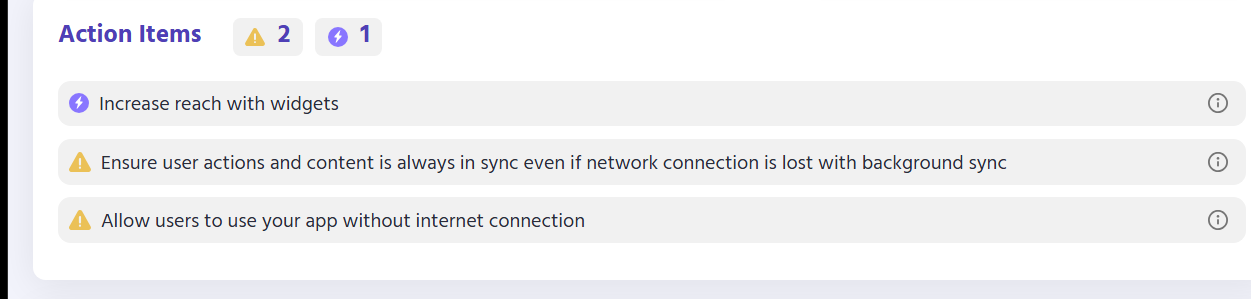 Action Items 2 1
Increase reach with widgets
Ensure user actions and content is always in sync even if network connection is lost with background sync
Allow users to use your app without internet connection